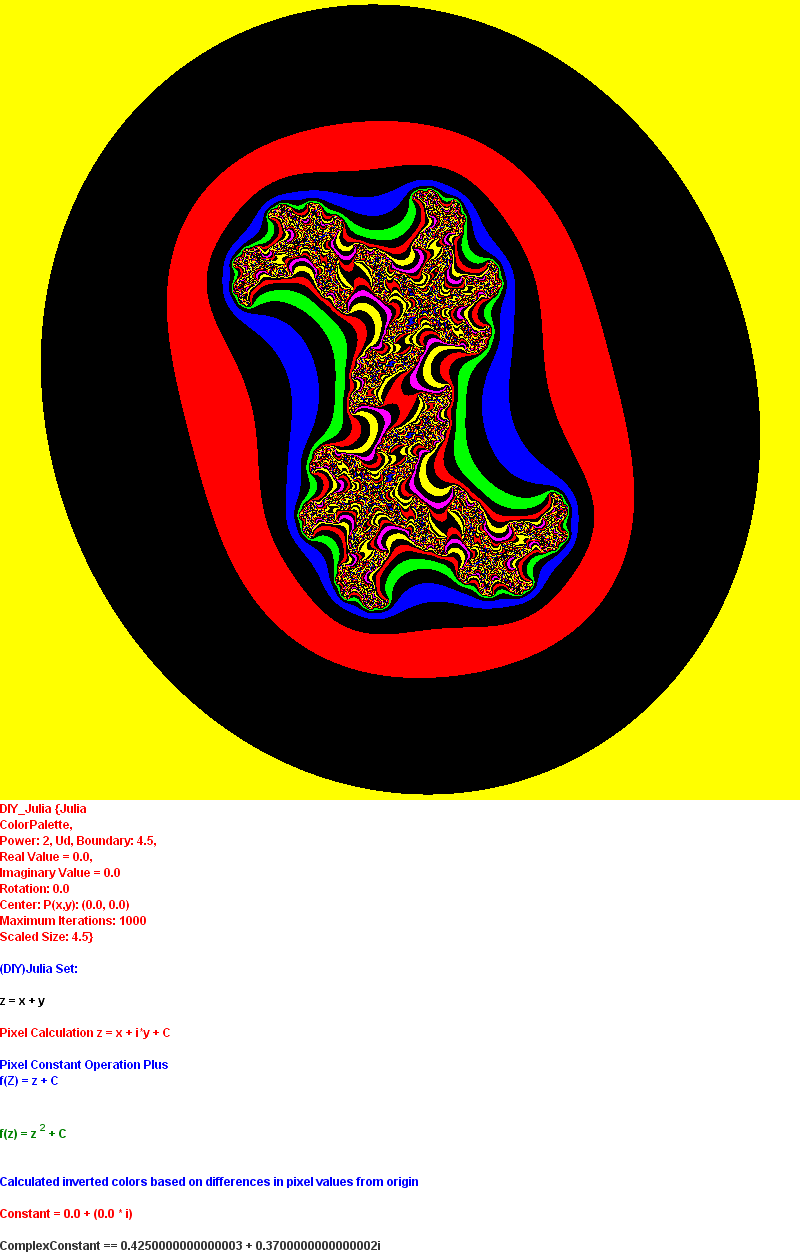 DIY_Julia {Julia
ColorPalette,
Power: 2, Ud, Boundary: 4.5,
Real Value = 0.0,
Imaginary Value = 0.0
Rotation: 0.0
Center: P(x,y): (0.0, 0.0)
Maximum Iterations: 1000
Scaled Size: 4.5}
(DIY)Julia Set:
z = x + y
Pixel Calculation z = x + i*y + C
Pixel Constant Operation Plus
f(Z) = z + C
f(z) = z ² + C
Calculated inverted colors based on differences in pixel values from origin
Constant = 0.0 + (0.0 * i)
ComplexConstant == 0.4250000000000003 + 0.3700000000000002i